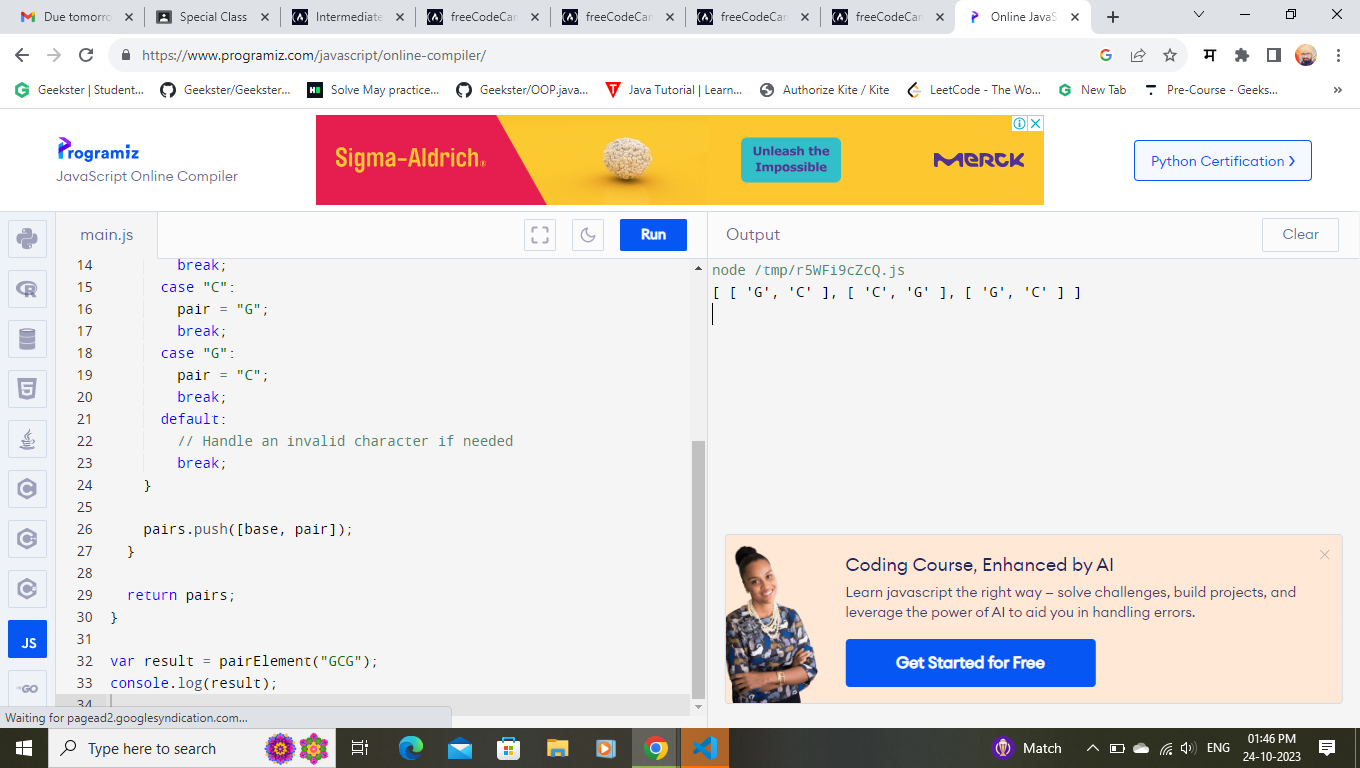 Due tomorro
Special Class
Intermediate
freeCodeCar
freeCodeCar
freeCodeCar
freeCodeCar
Online JavaS
https://www.programiz.com/javascript/online-compiler/
म
Geekster | Student...
Geekster/Geekster...
Solve May practice...
Geekster/OOP.java...
Java Tutorial | Learn...
Authorize Kite / Kite
LeetCode - The Wo...
New Tab
Pre-Course - Geeks...
»
Programiz
JavaScript Online Compiler
Sigma-Aldrich®
Unleash the
Impossible
MERCK
Python Certification ❯
main.js
Run
Output
Clear
14 break;
15 case "C":
16 pair = "G";
17 break;
18 case "G":
19 pair = "C";
20 break;
21 default:
22 // Handle an invalid character if needed
23 break;
24 }
25
26 pairs.push([base, pair]);
27 }
28
29 return pairs;
30 }
31
32 var result = pairElement("GCG");
33 console.log(result);
34
node /tmp/r5WFi9cZcQ.js
[ [ 'G', 'C' ], [ 'C', 'G' ], [ 'G', 'C' ] ]
JS
GO
Coding Course, Enhanced by AI
Learn javascript the right way – solve challenges, build projects, and
leverage the power of AI to aid you in handling errors.
Get Started for Free
Waiting for pagead2.googlesyndication.com...
Type here to search
Match
ENG
01:46 PM
24-10-2023